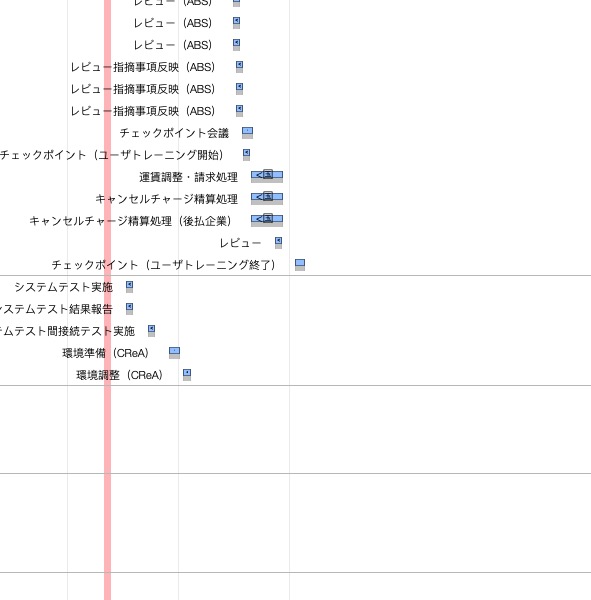 レビュー（ABS）
レビュー（ABS）
レビュー（ABS）
レビュー指摘事項反映（ABS）
レビュー指摘事項反映（ABS）
レビュー指摘事項反映（ABS）
チェックポイント会議
チェックポイント（ユーザトレーニング開始）
運賃調整・請求処理
キャンセルチャージ精算処理
キャンセルチャージ精算処理（後払企業）
レビュー
チェックポイント（ユーザトレーニング終了）
システムテスト実施
システムテスト結果報告
テムテスト間接続テスト実施
環境準備（CReA）
環境調整（CReA）